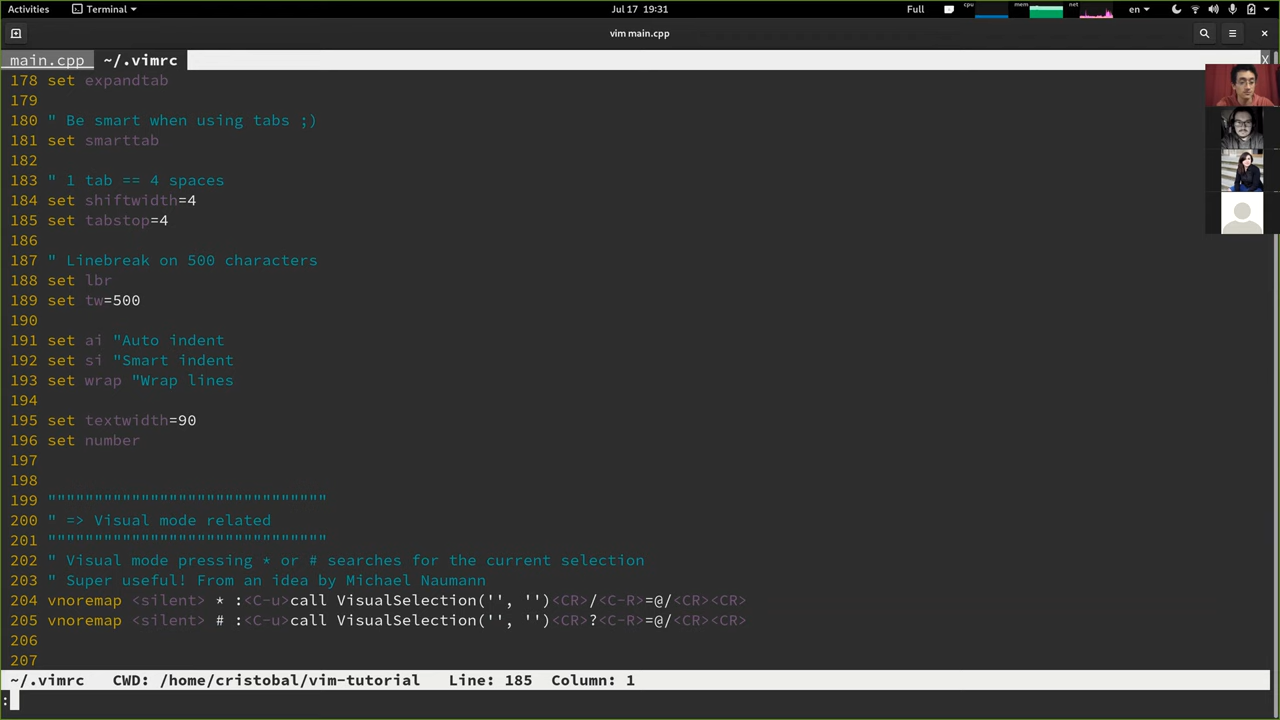 Activities Terminal Jul 17 19:31 Full cpu mem net en
vim main.cpp
main.cpp ~/.vimrc X
178 set expandtab
179
180 " Be smart when using tabs ;)
181 set smarttab
182
183 " 1 tab == 4 spaces
184 set shiftwidth=4
185 set tabstop=4
186
187 " Linebreak on 500 characters
188 set lbr
189 set tw=500
190
191 set ai "Auto indent
192 set si "Smart indent
193 set wrap "Wrap lines
194
195 set textwidth=90
196 set number
197
198
199 """"""""""""""""""""""""""""""
200 " => Visual mode related
201 """"""""""""""""""""""""""""""
202 " Visual mode pressing * or # searches for the current selection
203 " Super useful! From an idea by Michael Naumann
204 vnoremap <silent> * :<C-u>call VisualSelection('', '')<CR>/<C-R>=@/<CR><CR>
205 vnoremap <silent> # :<C-u>call VisualSelection('', '')<CR>?<C-R>=@/<CR><CR>
206
207
~/.vimrc CWD: /home/cristobal/vim-tutorial Line: 185 Column: 1
: